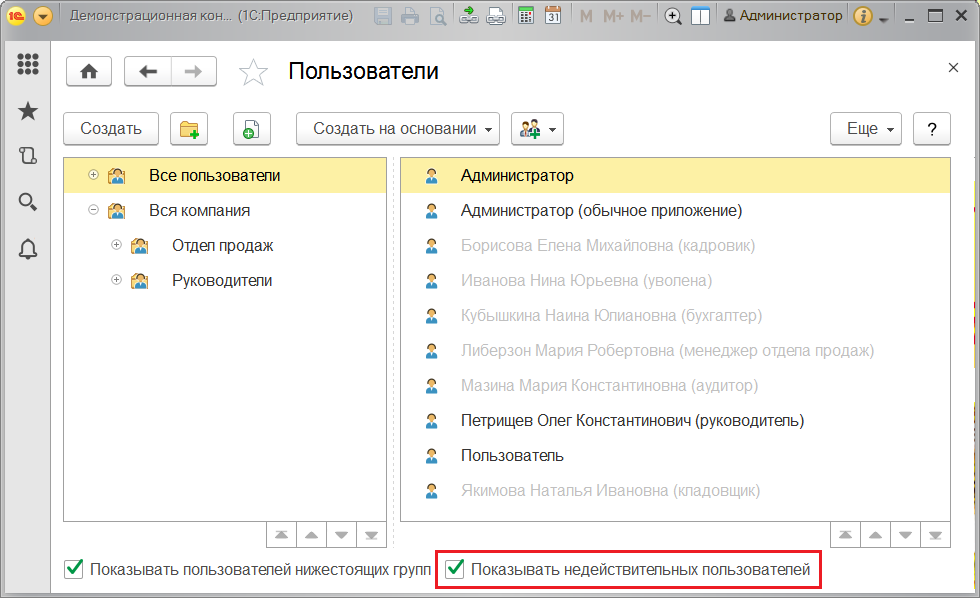 1С Демонстрационная кон... (1С:Предприятие) 31 M M+ M- Администратор i
Пользователи
Создать Создать на основании Еще ?
Все пользователи
Вся компания
Отдел продаж
Руководители
Администратор
Администратор (обычное приложение)
Борисова Елена Михайловна (кадровик)
Иванова Нина Юрьевна (уволена)
Кубышкина Наина Юлиановна (бухгалтер)
Либерзон Мария Робертовна (менеджер отдела продаж)
Мазина Мария Константиновна (аудитор)
Петрищев Олег Константинович (руководитель)
Пользователь
Якимова Наталья Ивановна (кладовщик)
Показывать пользователей нижестоящих групп Показывать недействительных пользователей